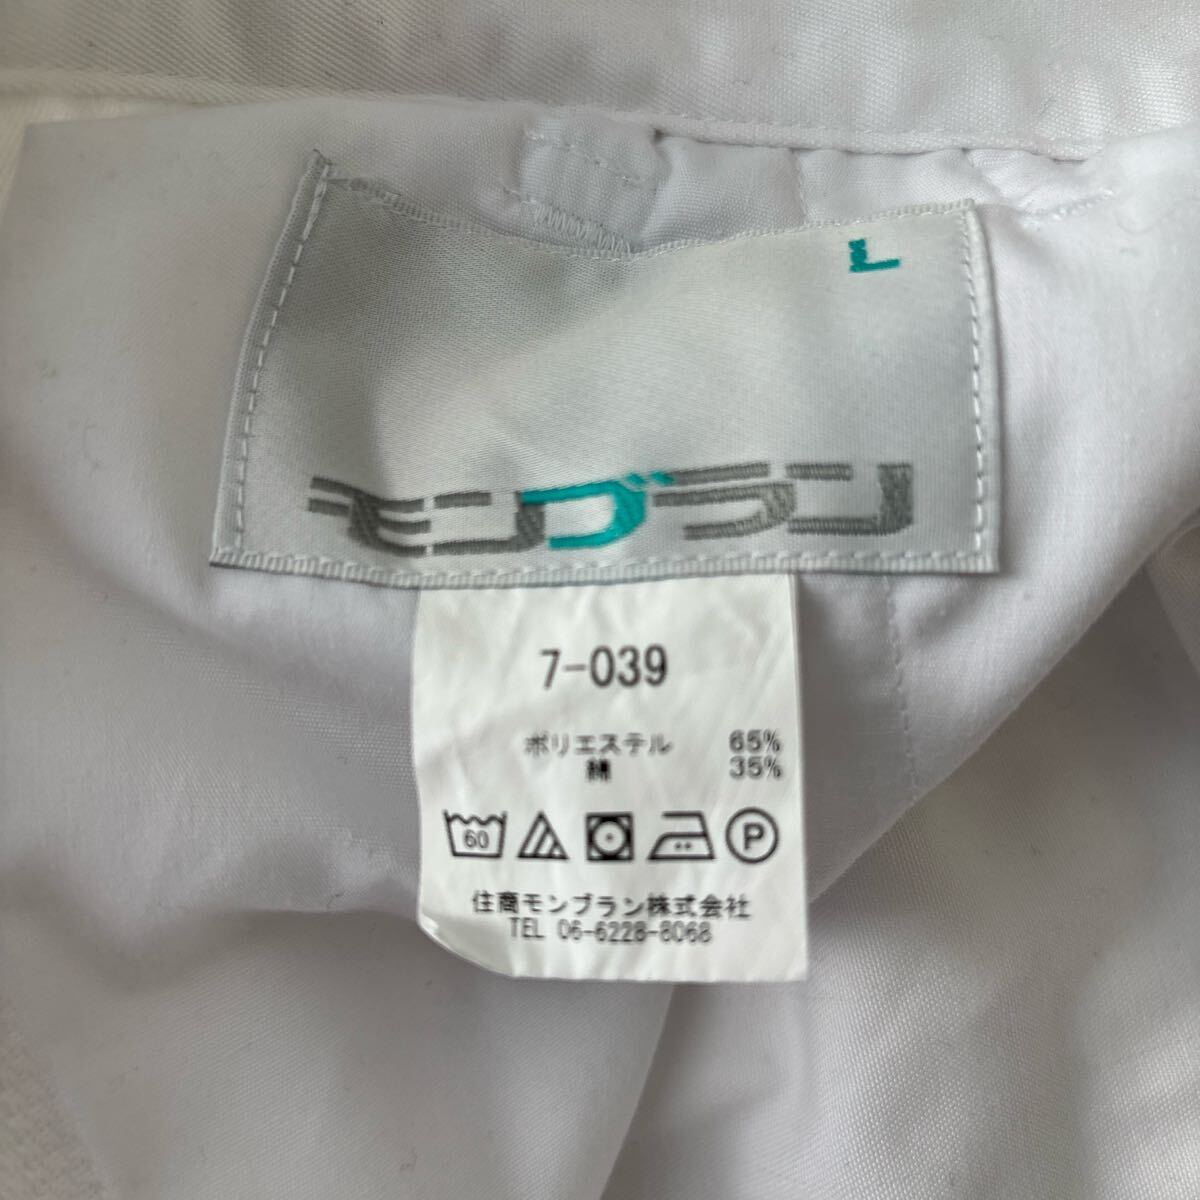 L
モンブラン
7-039
ポリエステル 65%
綿 35%
60 P
住商モンブラン株式会社
TEL 06-6228-8068